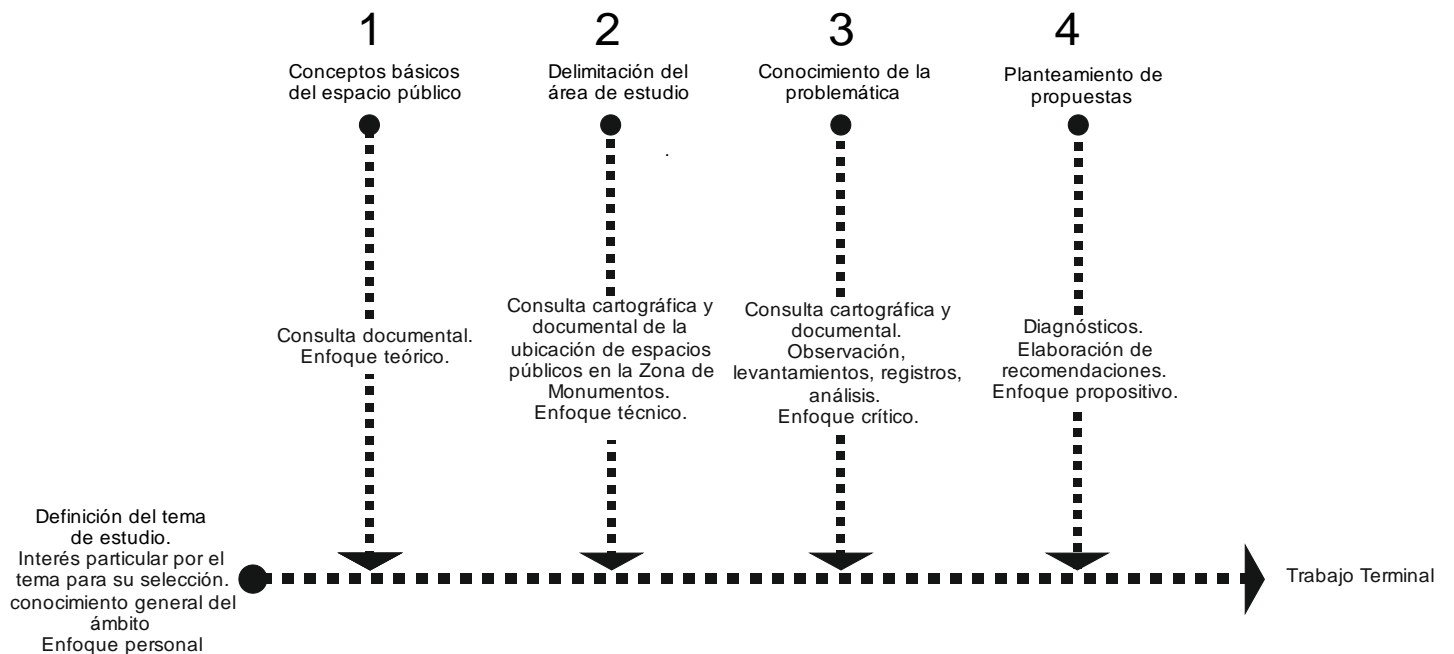 1
Conceptos básicos
del espacio público
Consulta documental.
Enfoque teórico.
2
Delimitación del
área de estudio
Consulta cartográfica y
documental de la
ubicación de espacios
públicos en la Zona de
Monumentos.
Enfoque técnico.
3
Conocimiento de la
problemática
Consulta cartográfica y
documental.
Observación,
levantamientos, registros,
análisis.
Enfoque crítico.
4
Planteamiento de
propuestas
Diagnósticos.
Elaboración de
recomendaciones.
Enfoque propositivo.
Definición del tema
de estudio.
Interés particular por el
tema para su selección.
conocimiento general del
ámbito
Enfoque personal
Trabajo Terminal